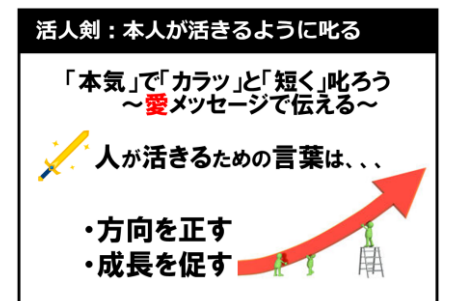 活人剣：本人が活きるように叱る
「本気」で「カラッ」と「短く」叱ろう
～愛メッセージで伝える～
人が活きるための言葉は、、、
・方向を正す
・成長を促す